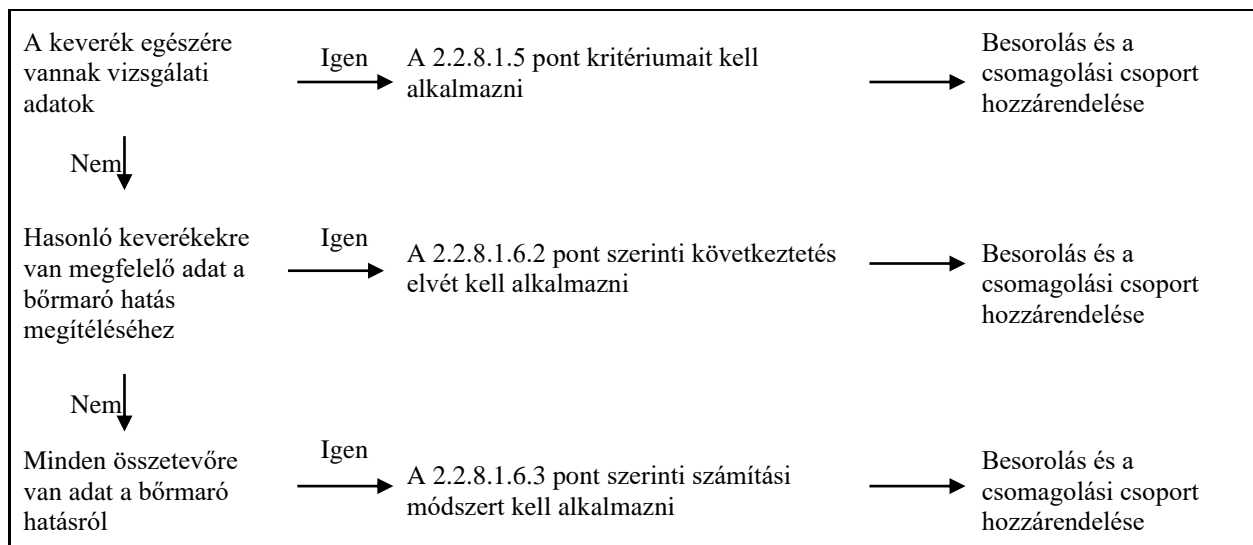 A keverék egészére
vannak vizsgálati
adatok
Igen
A 2.2.8.1.5 pont kritériumait kell
alkalmazni
Besorolás és a
csomagolási csoport
hozzárendelése
Nem
Hasonló keverékekre
van megfelelő adat a
bőrmaró hatás
megítéléséhez
Igen
A 2.2.8.1.6.2 pont szerinti következtetés
elvét kell alkalmazni
Besorolás és a
csomagolási csoport
hozzárendelése
Nem
Minden összetevőre
van adat a bőrmaró
hatásról
Igen
A 2.2.8.1.6.3 pont szerinti számítási
módszert kell alkalmazni
Besorolás és a
csomagolási csoport
hozzárendelése